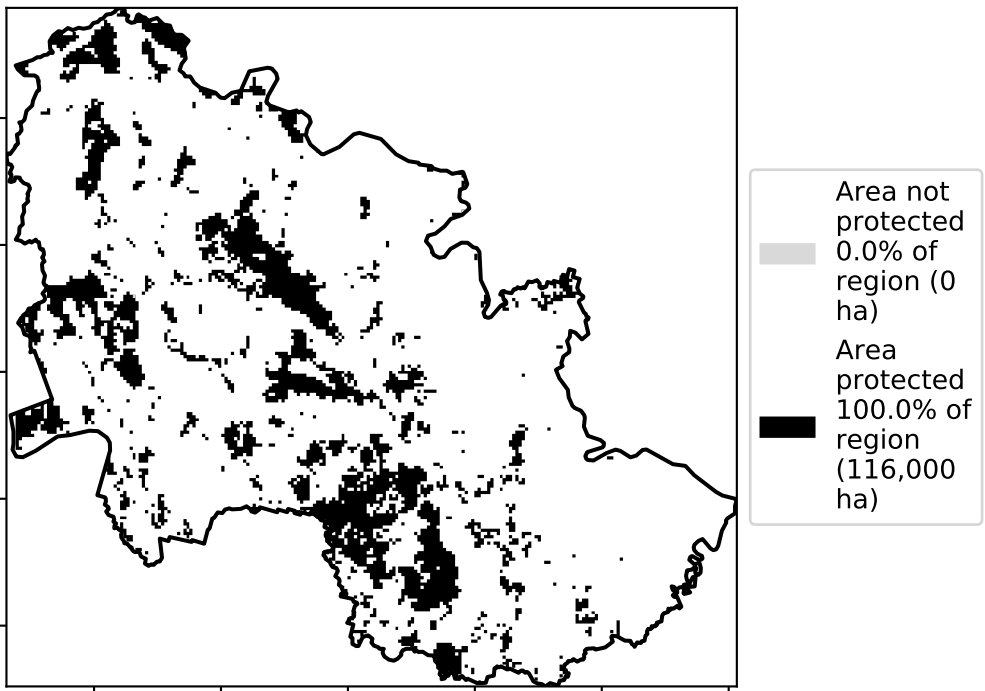 Area not
protected
0.0% of
region (0
ha)
Area
protected
100.0% of
region
(116,000
ha)